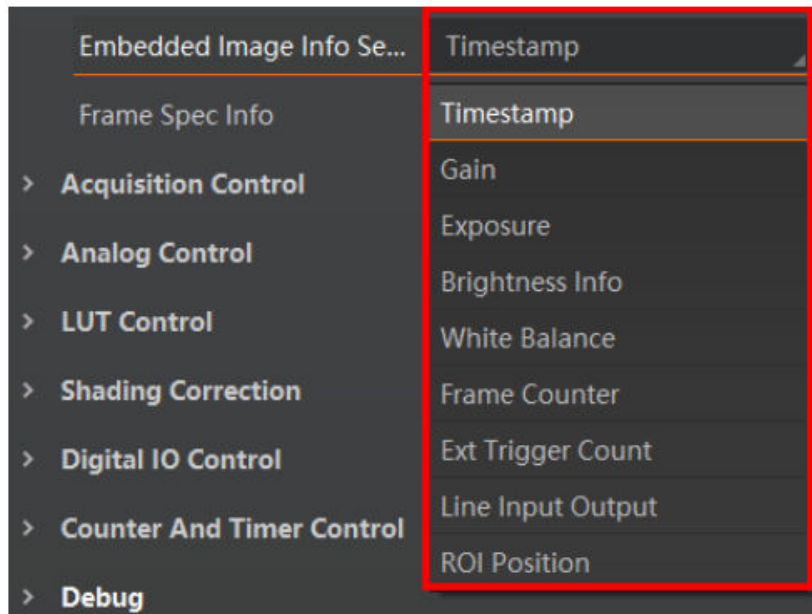 Embedded Image Info Se... Timestamp
Frame Spec Info
Timestamp
Gain
Exposure
Brightness Info
White Balance
Frame Counter
Ext Trigger Count
Line Input Output
ROI Position
Acquisition Control
Analog Control
LUT Control
Shading Correction
Digital IO Control
Counter And Timer Control
Debug